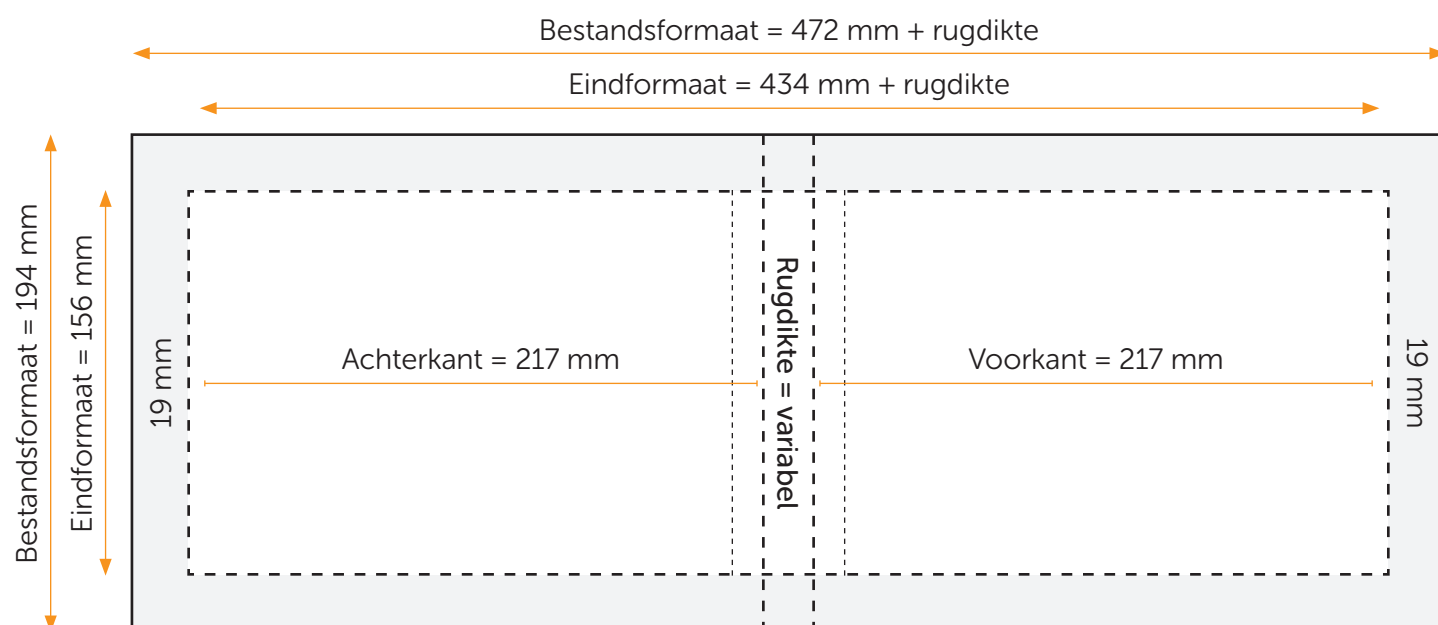 Bestandsformaat = 472 mm + rugdikte
Eindformaat = 434 mm + rugdikte
Bestandsformaat = 194 mm
Eindformaat = 156 mm
19 mm
Achterkant = 217 mm
Rugdikte = variabel
Voorkant = 217 mm
19 mm